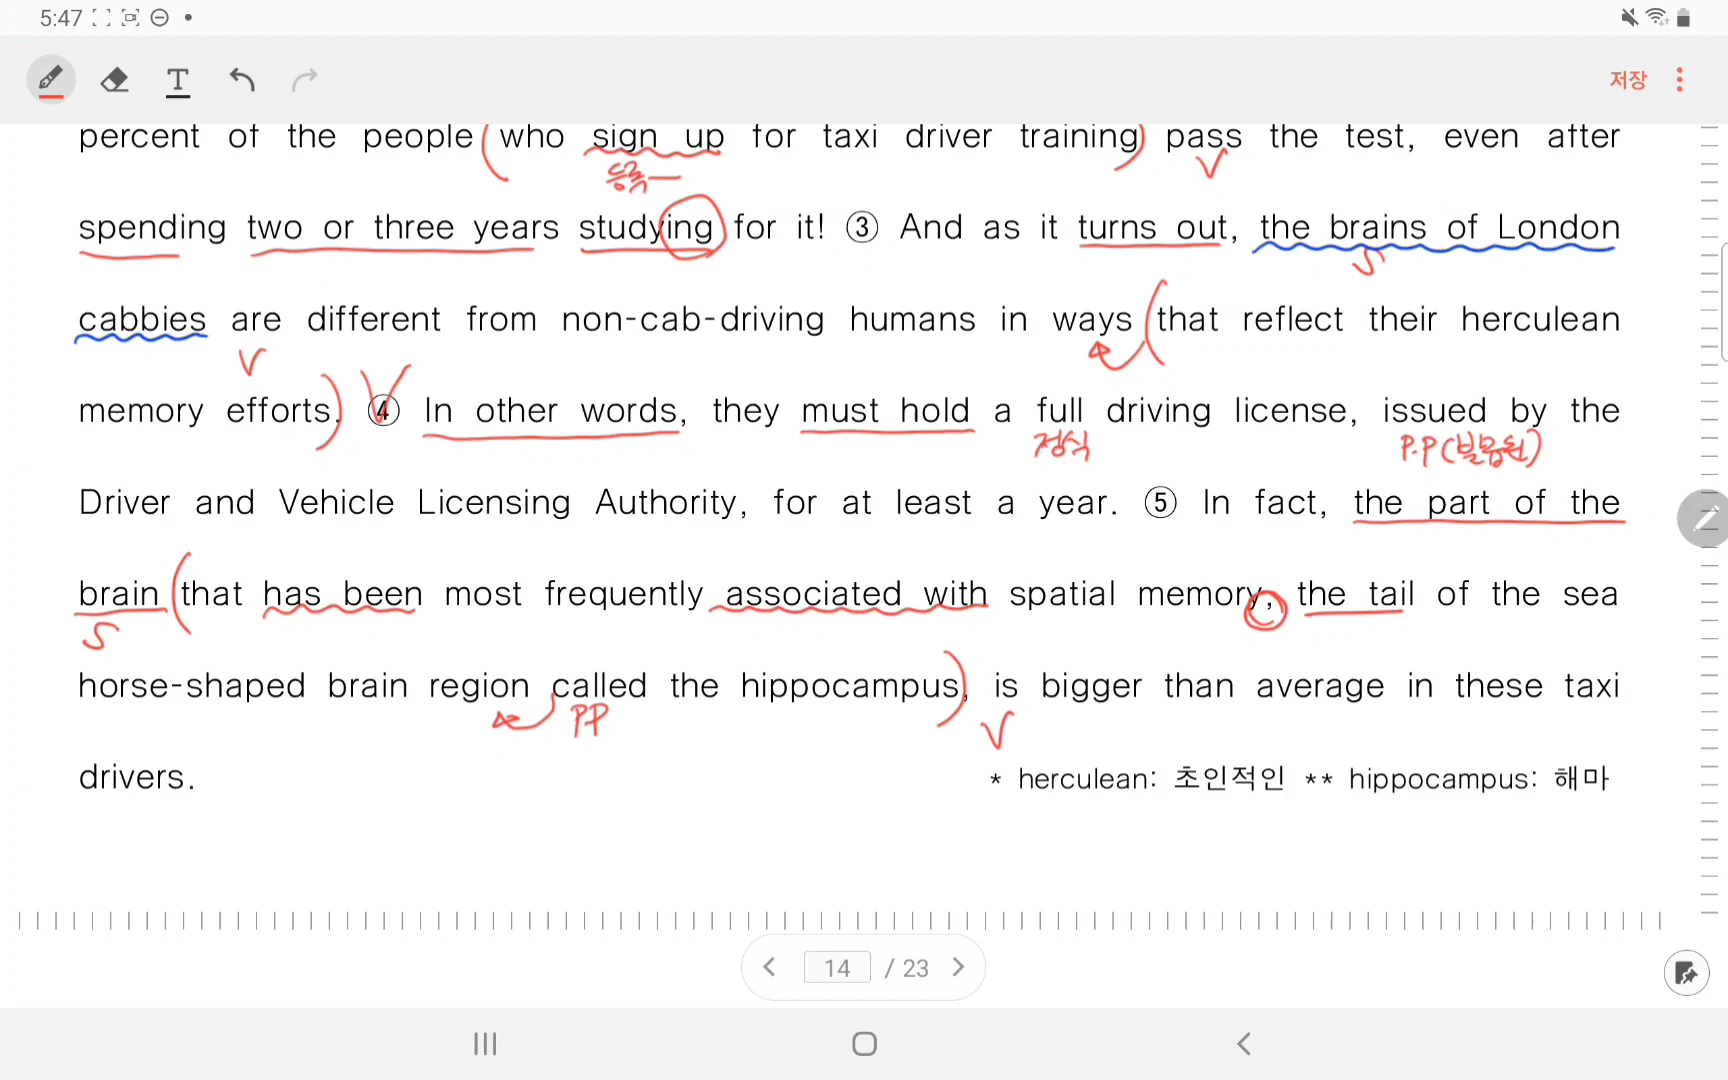 5:47
저장
percent of the people (who sign up for taxi driver training) pass the test, even after
등록
V
spending two or three years studying for it! ③ And as it turns out, the brains of London
S
cabbies are different from non-cab-driving humans in ways (that reflect their herculean
V
memory efforts.) ④ In other words, they must hold a full driving license, issued by the
정식 P.P(발급된)
Driver and Vehicle Licensing Authority, for at least a year. ⑤ In fact, the part of the
brain (that has been most frequently associated with spatial memory, the tail of the sea
S
horse-shaped brain region called the hippocampus), is bigger than average in these taxi
PP V
drivers.
* herculean: 초인적인 ** hippocampus: 해마
14 / 23